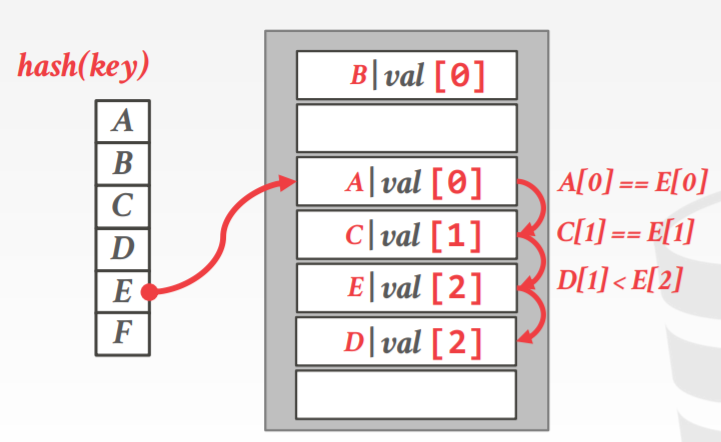 hash(key)
A
B
C
D
E
F
B|val [0]
A|val [0]
C|val [1]
E|val [2]
D|val [2]
A[0] == E[0]
C[1] == E[1]
D[1] < E[2]